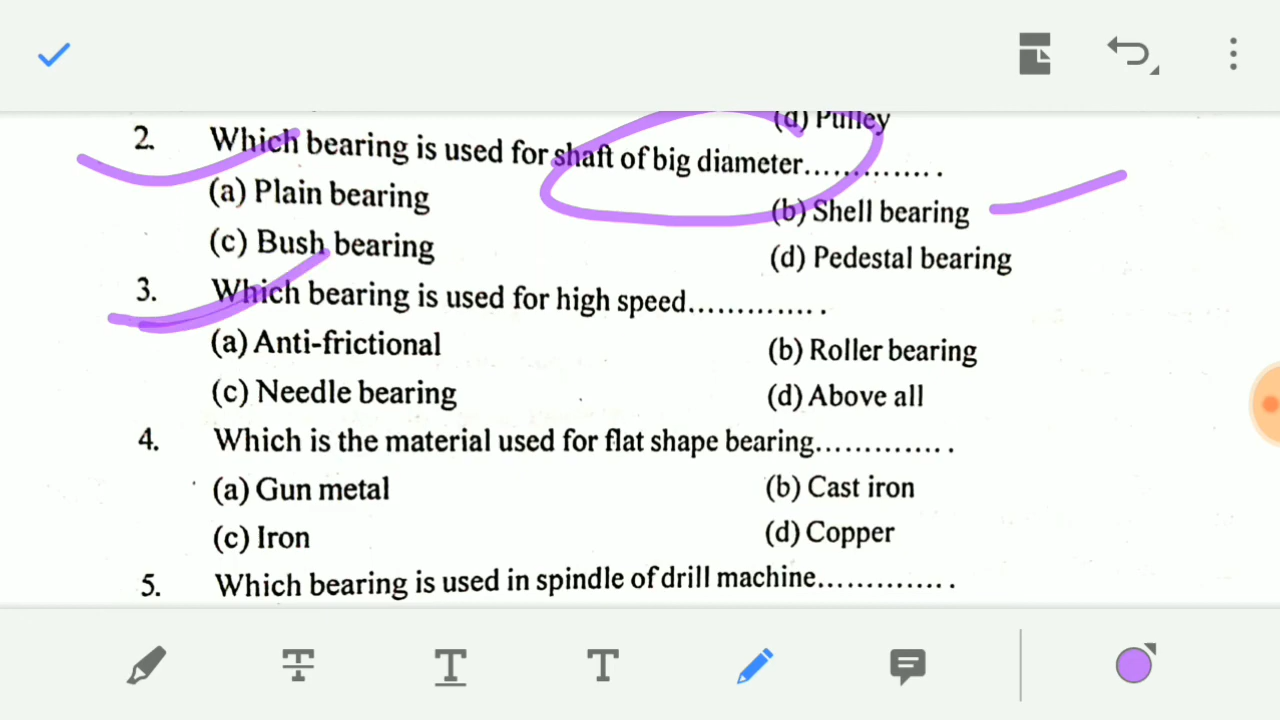 (d) Pulley
2. Which bearing is used for shaft of big diameter..............
(a) Plain bearing (b) Shell bearing
(c) Bush bearing (d) Pedestal bearing
3. Which bearing is used for high speed..............
(a) Anti-frictional (b) Roller bearing
(c) Needle bearing (d) Above all
4. Which is the material used for flat shape bearing..............
(a) Gun metal (b) Cast iron
(c) Iron (d) Copper
5. Which bearing is used in spindle of drill machine..............
T T T